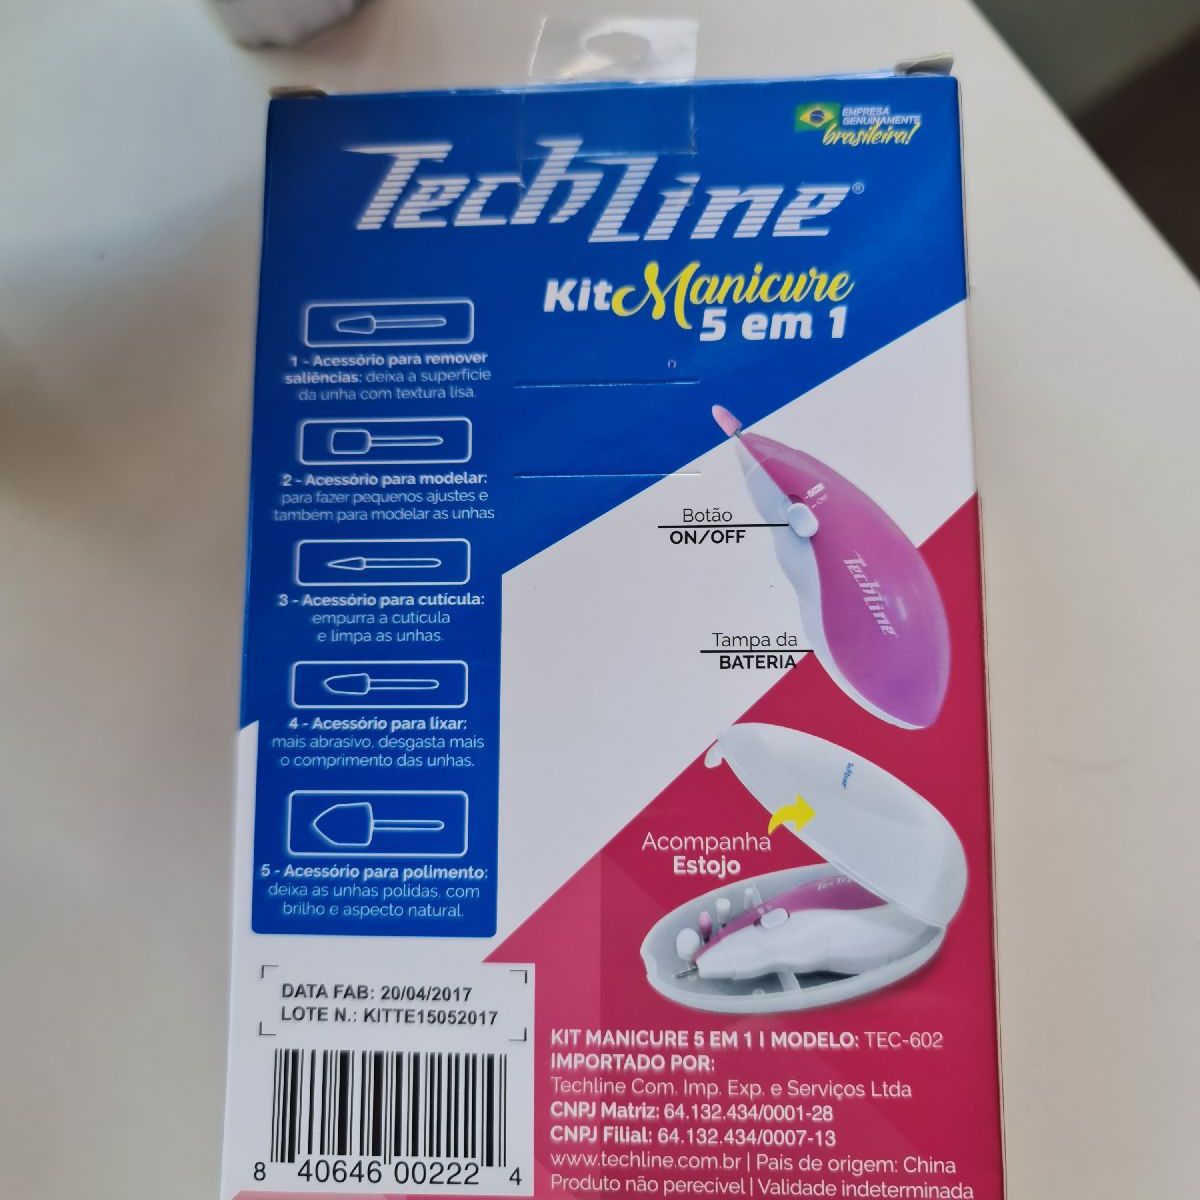 EMPRESA
GENUINAMENTE
brasileira!
TechLine®
Kit Manicure
5 em 1
1 - Acessório para remover
saliências: deixa a superfície
da unha com textura lisa.
2 - Acessório para modelar:
para fazer pequenos ajustes e
também para modelar as unhas
3 - Acessório para cutícula:
empurra a cutícula
e limpa as unhas.
4 - Acessório para lixar:
mais abrasivo, desgasta mais
o comprimento das unhas.
5 - Acessório para polimento:
deixa as unhas polidas, com
brilho e aspecto natural.
Botão
ON/OFF
TechLine
Tampa da
BATERIA
Acompanha
Estojo
DATA FAB: 20/04/2017
LOTE N.: KITTE15052017
8 40646 00222 4
KIT MANICURE 5 EM 1 | MODELO: TEC-602
IMPORTADO POR:
Techline Com. Imp. Exp. e Serviços Ltda
CNPJ Matriz: 64.132.434/0001-28
CNPJ Filial: 64.132.434/0007-13
www.techline.com.br | País de origem: China
Produto não perecivel | Validade indeterminada